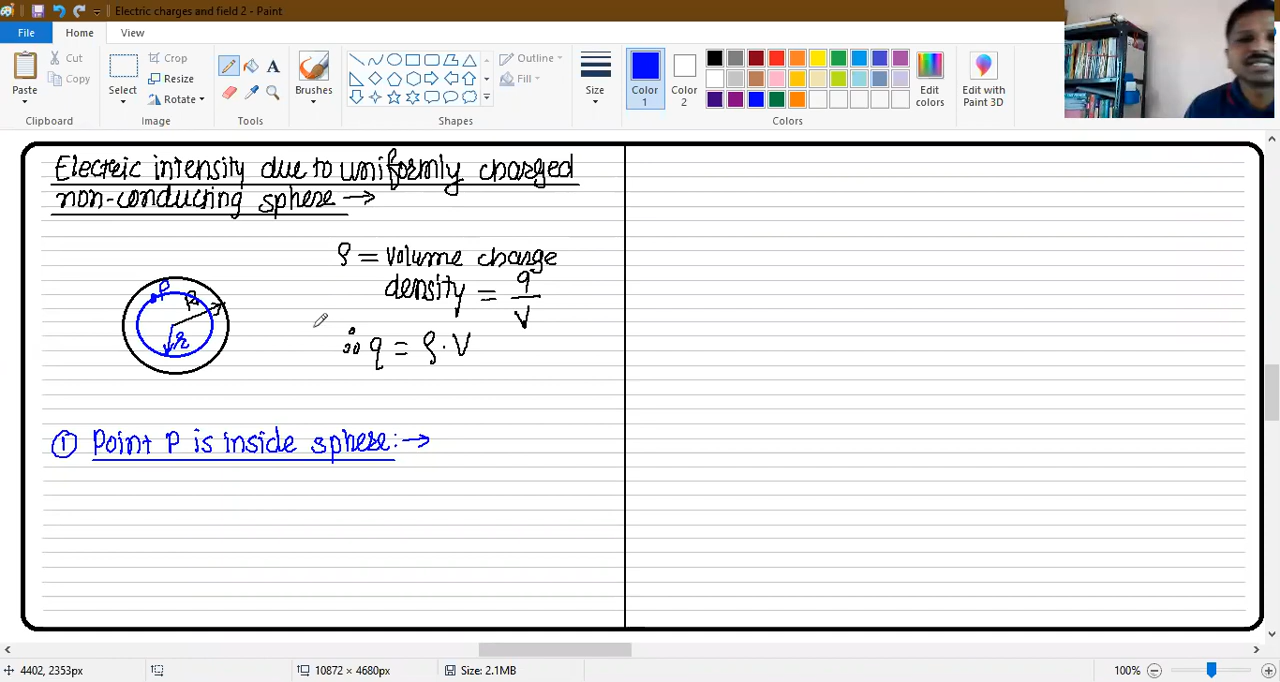 Electric charges and field 2 - Paint
File Home View
Paste
Cut
Copy
Clipboard
Select
Crop
Resize
Rotate
Image
Tools
Brushes
Shapes
Outline
Fill
Size
Color 1
Color 2
Colors
Edit colors
Edit with Paint 3D
Electric intensity due to uniformly charged
non-conducting sphere →
P
R
r
ρ = volume charge
density = q/V
∴ q = ρ · V
① Point P is inside sphere:→
4402, 2353px
10872 × 4680px
Size: 2.1MB
100%